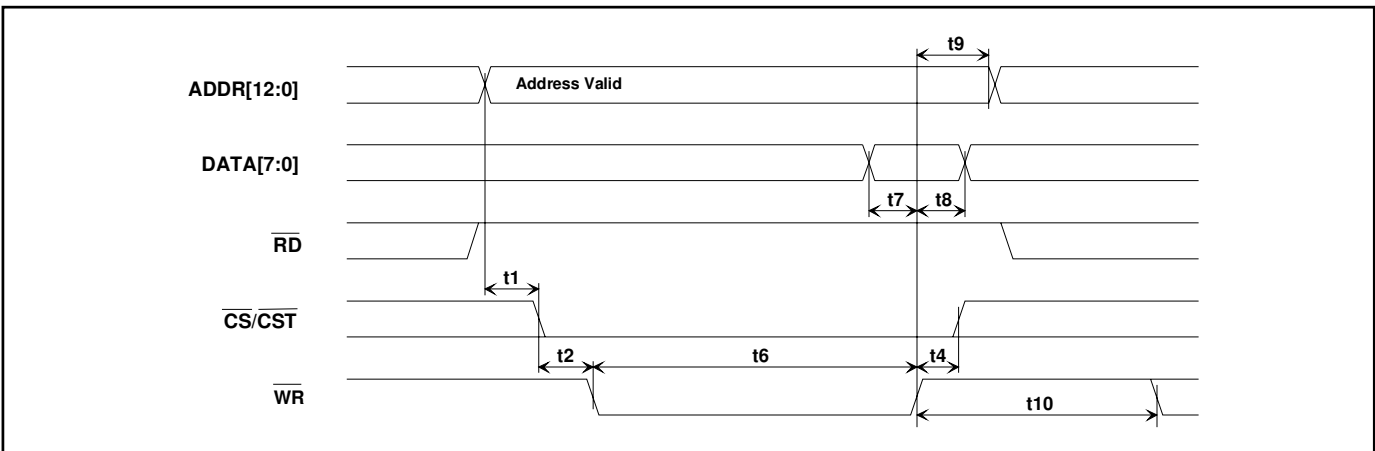 t9
ADDR[12:0] Address Valid
DATA[7:0]
t7 t8
RD
t1
CS/CST
t2 t6 t4
WR
t10